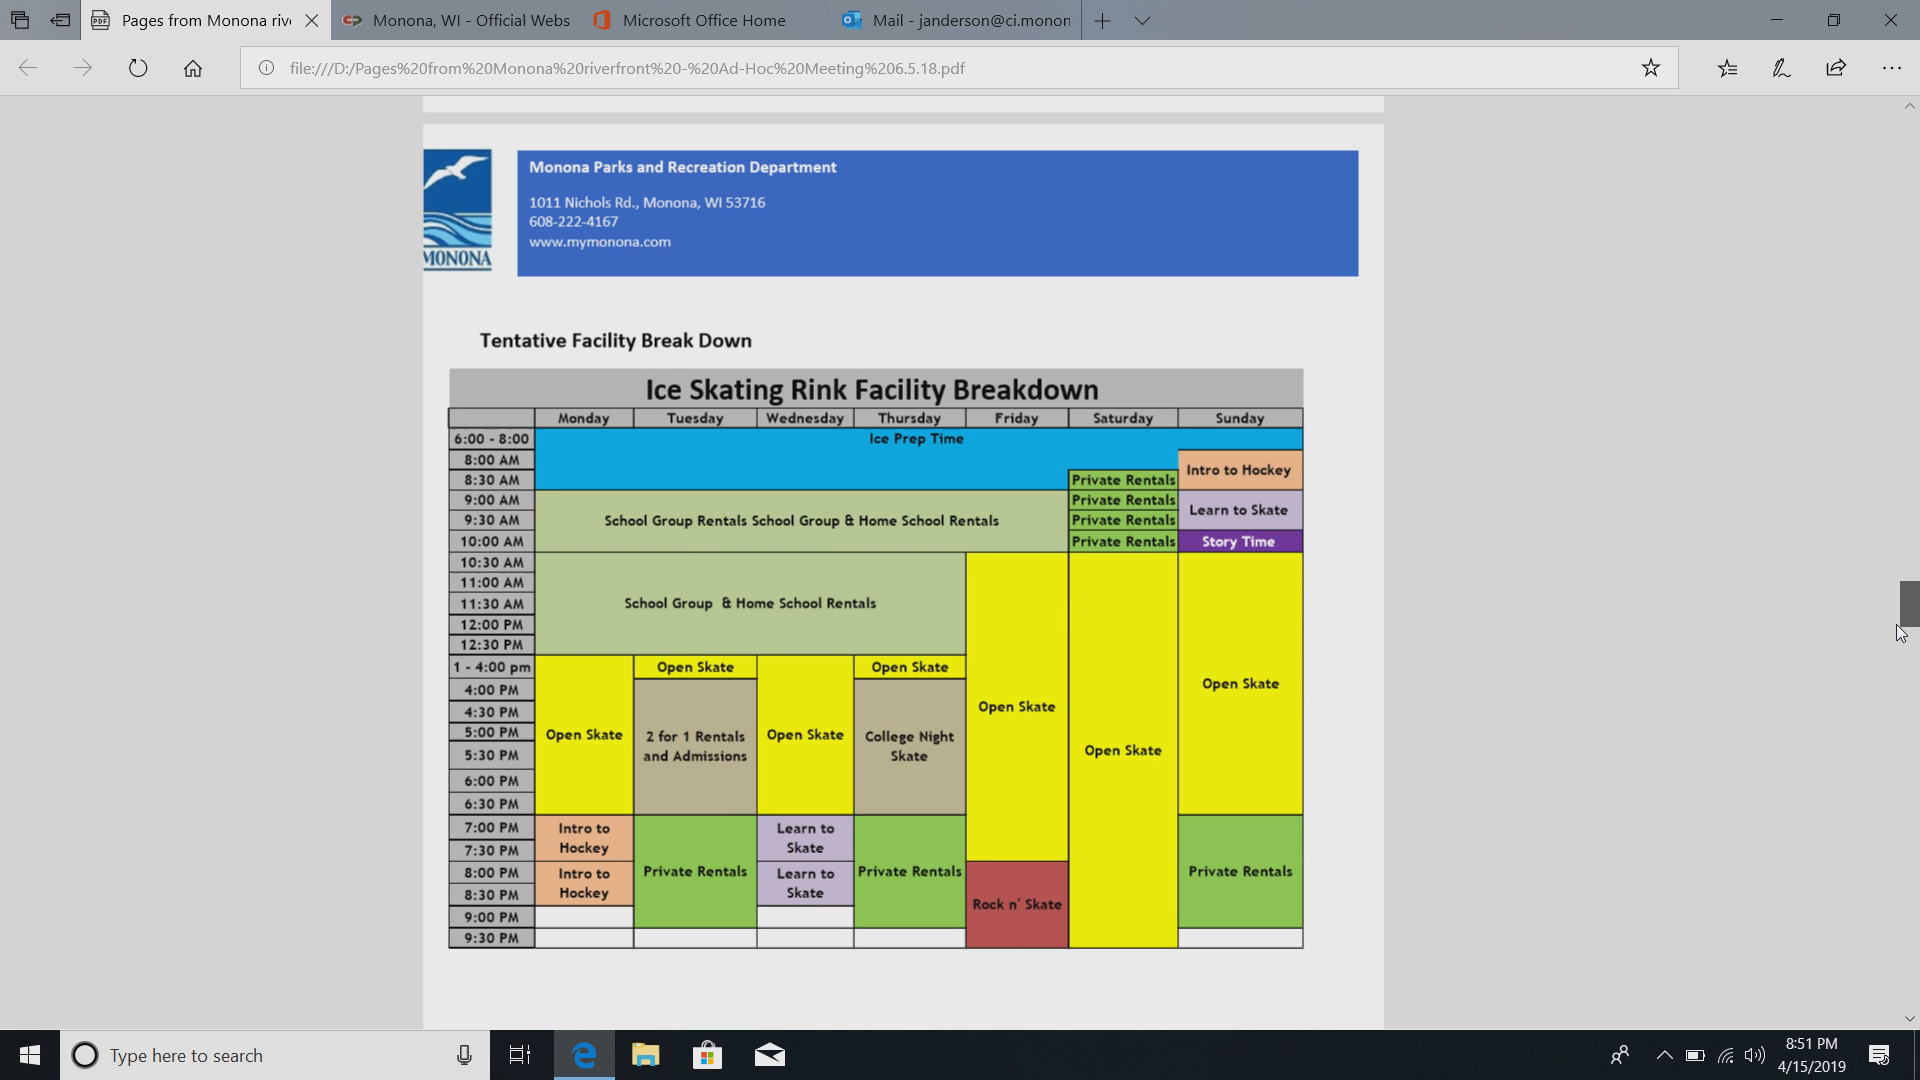 Pages from Monona rive
Monona, WI - Official Webs
Microsoft Office Home
Mail - janderson@ci.monon
file:///D:/Pages%20from%20Monona%20riverfront%20-%20Ad-Hoc%20Meeting%206.5.18.pdf
MONONA
Monona Parks and Recreation Department
1011 Nichols Rd., Monona, WI 53716
608-222-4167
www.mymonona.com
Tentative Facility Break Down
Ice Skating Rink Facility Breakdown
Monday Tuesday Wednesday Thursday Friday Saturday Sunday
6:00 - 8:00 Ice Prep Time
8:00 AM
Intro to Hockey
8:30 AM Private Rentals
9:00 AM Private Rentals
Learn to Skate
9:30 AM School Group Rentals School Group & Home School Rentals Private Rentals
10:00 AM Private Rentals Story Time
10:30 AM
11:00 AM
11:30 AM School Group & Home School Rentals
12:00 PM
12:30 PM
1 - 4:00 pm Open Skate Open Skate
4:00 PM Open Skate
4:30 PM Open Skate
5:00 PM Open Skate 2 for 1 Rentals Open Skate College Night
5:30 PM and Admissions Skate Open Skate
6:00 PM
6:30 PM
7:00 PM Intro to Learn to
7:30 PM Hockey Skate
8:00 PM Intro to Private Rentals Learn to Private Rentals Private Rentals
8:30 PM Hockey Skate
Rock n' Skate
9:00 PM
9:30 PM
Type here to search
8:51 PM
4/15/2019